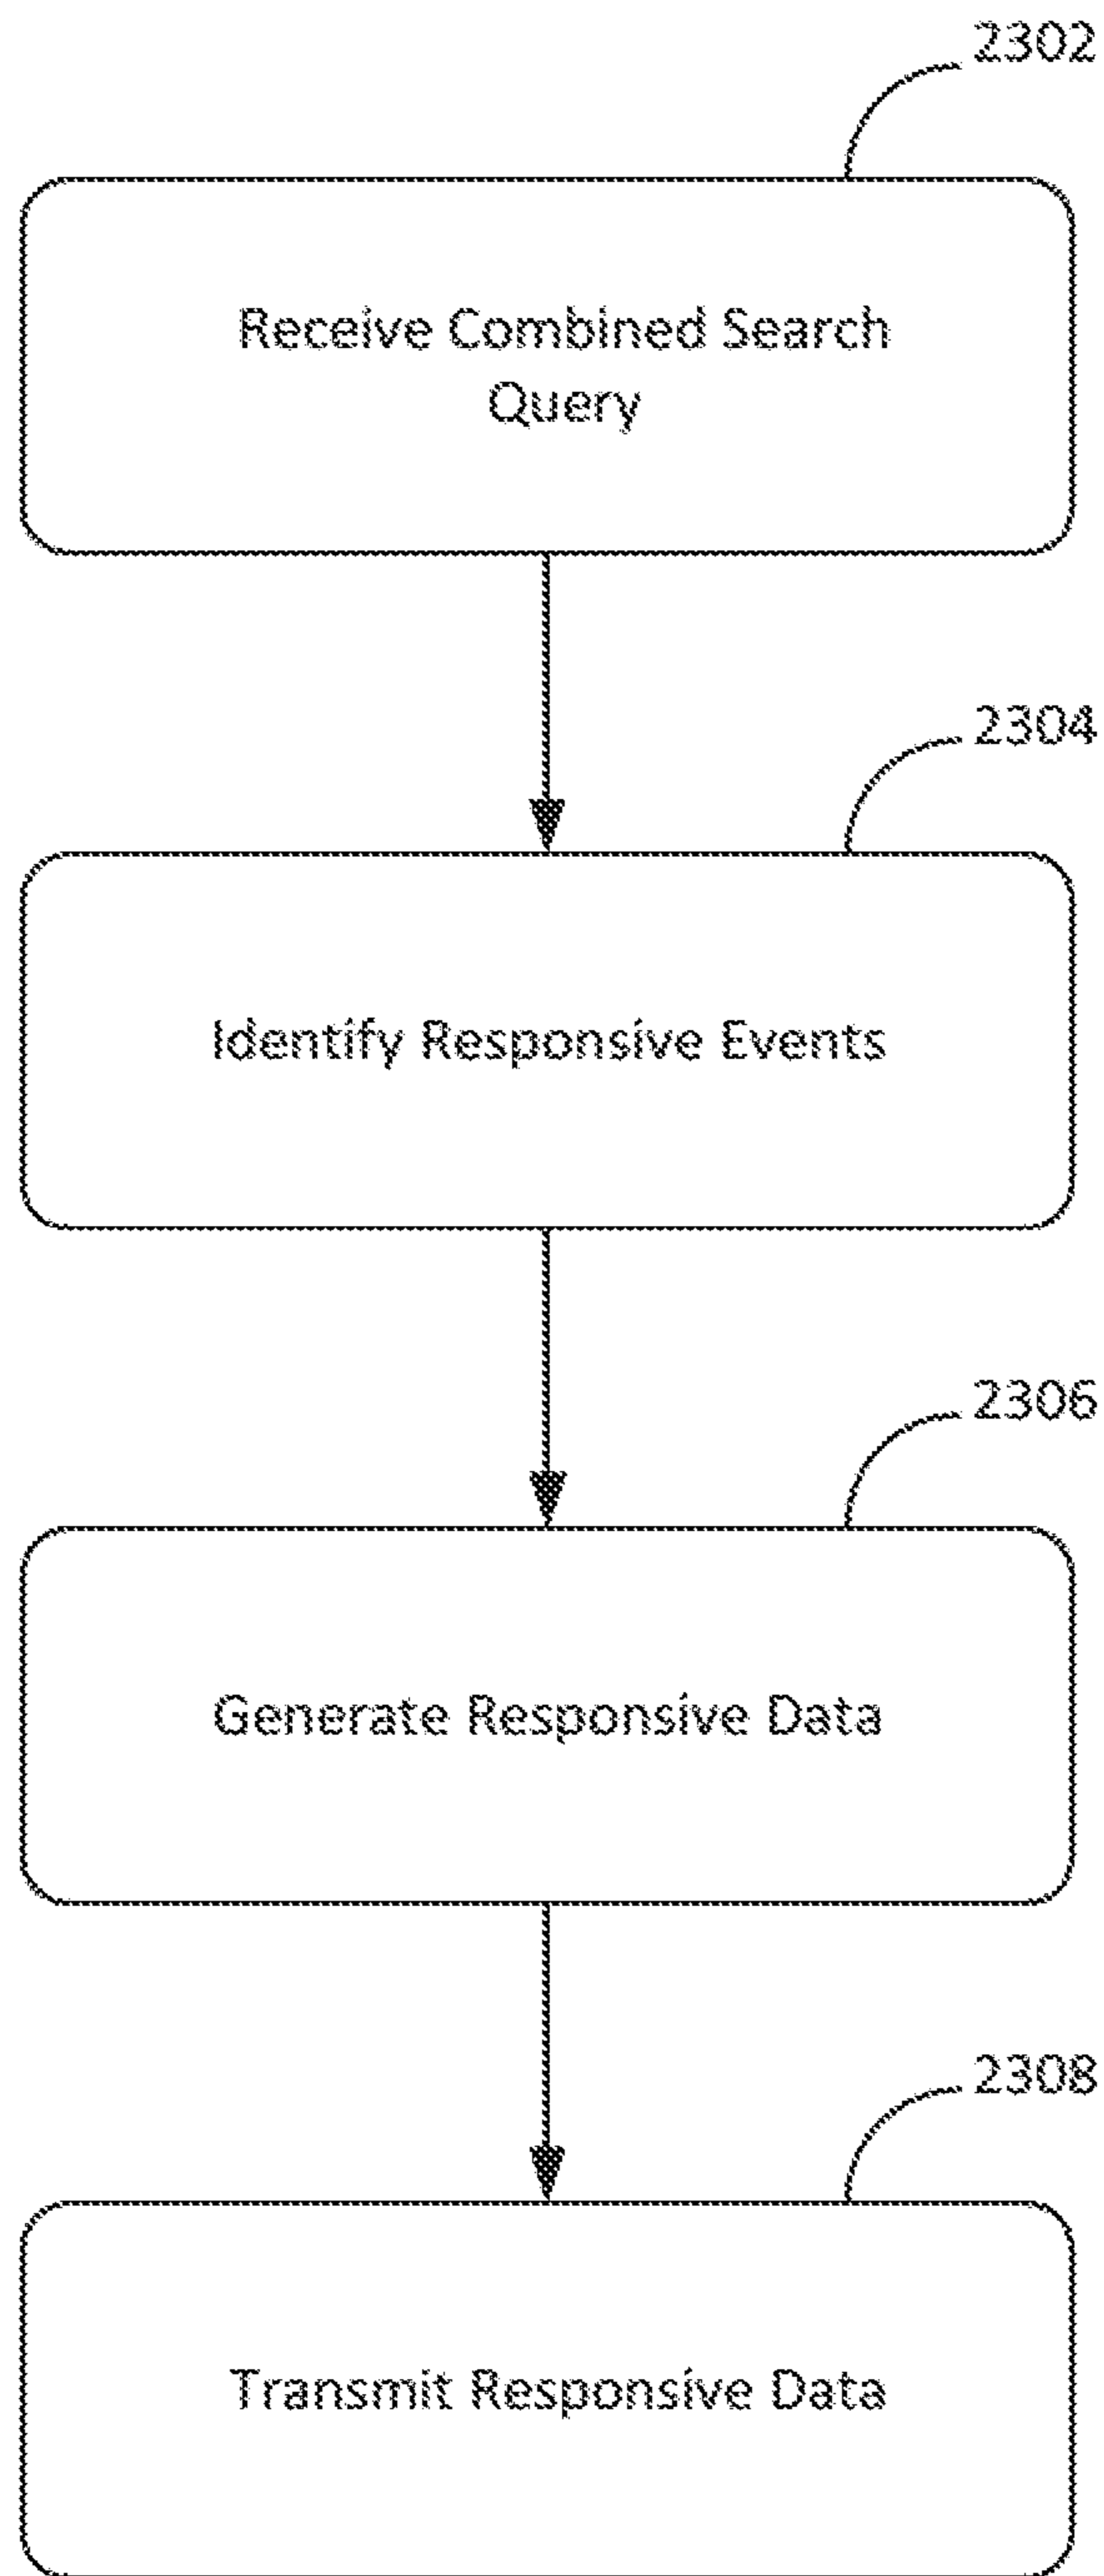 2302
Receive Combined Search
Query
2304
Identify Responsive Events
2306
Generate Responsive Data
2308
Transmit Responsive Data